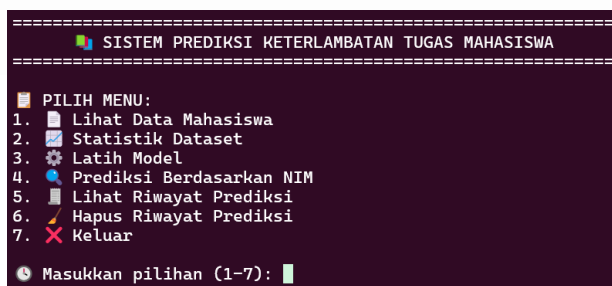 ============================================================
📚 SISTEM PREDIKSI KETERLAMBATAN TUGAS MAHASISWA
============================================================
📋 PILIH MENU:
1. 📄 Lihat Data Mahasiswa
2. 📈 Statistik Dataset
3. ⚙️ Latih Model
4. 🔍 Prediksi Berdasarkan NIM
5. 🧾 Lihat Riwayat Prediksi
6. 🧹 Hapus Riwayat Prediksi
7. ❌ Keluar
🕓 Masukkan pilihan (1-7):